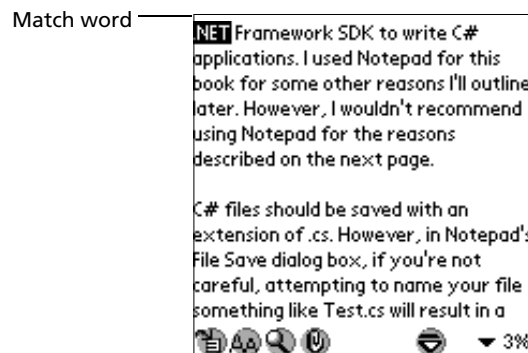 Match word
.NET Framework SDK to write C#
applications. I used Notepad for this
book for some other reasons I'll outline
later. However, I wouldn't recommend
using Notepad for the reasons
described on the next page.
C# files should be saved with an
extension of .cs. However, in Notepad's
File Save dialog box, if you're not
careful, attempting to name your file
something like Test.cs will result in a
3%